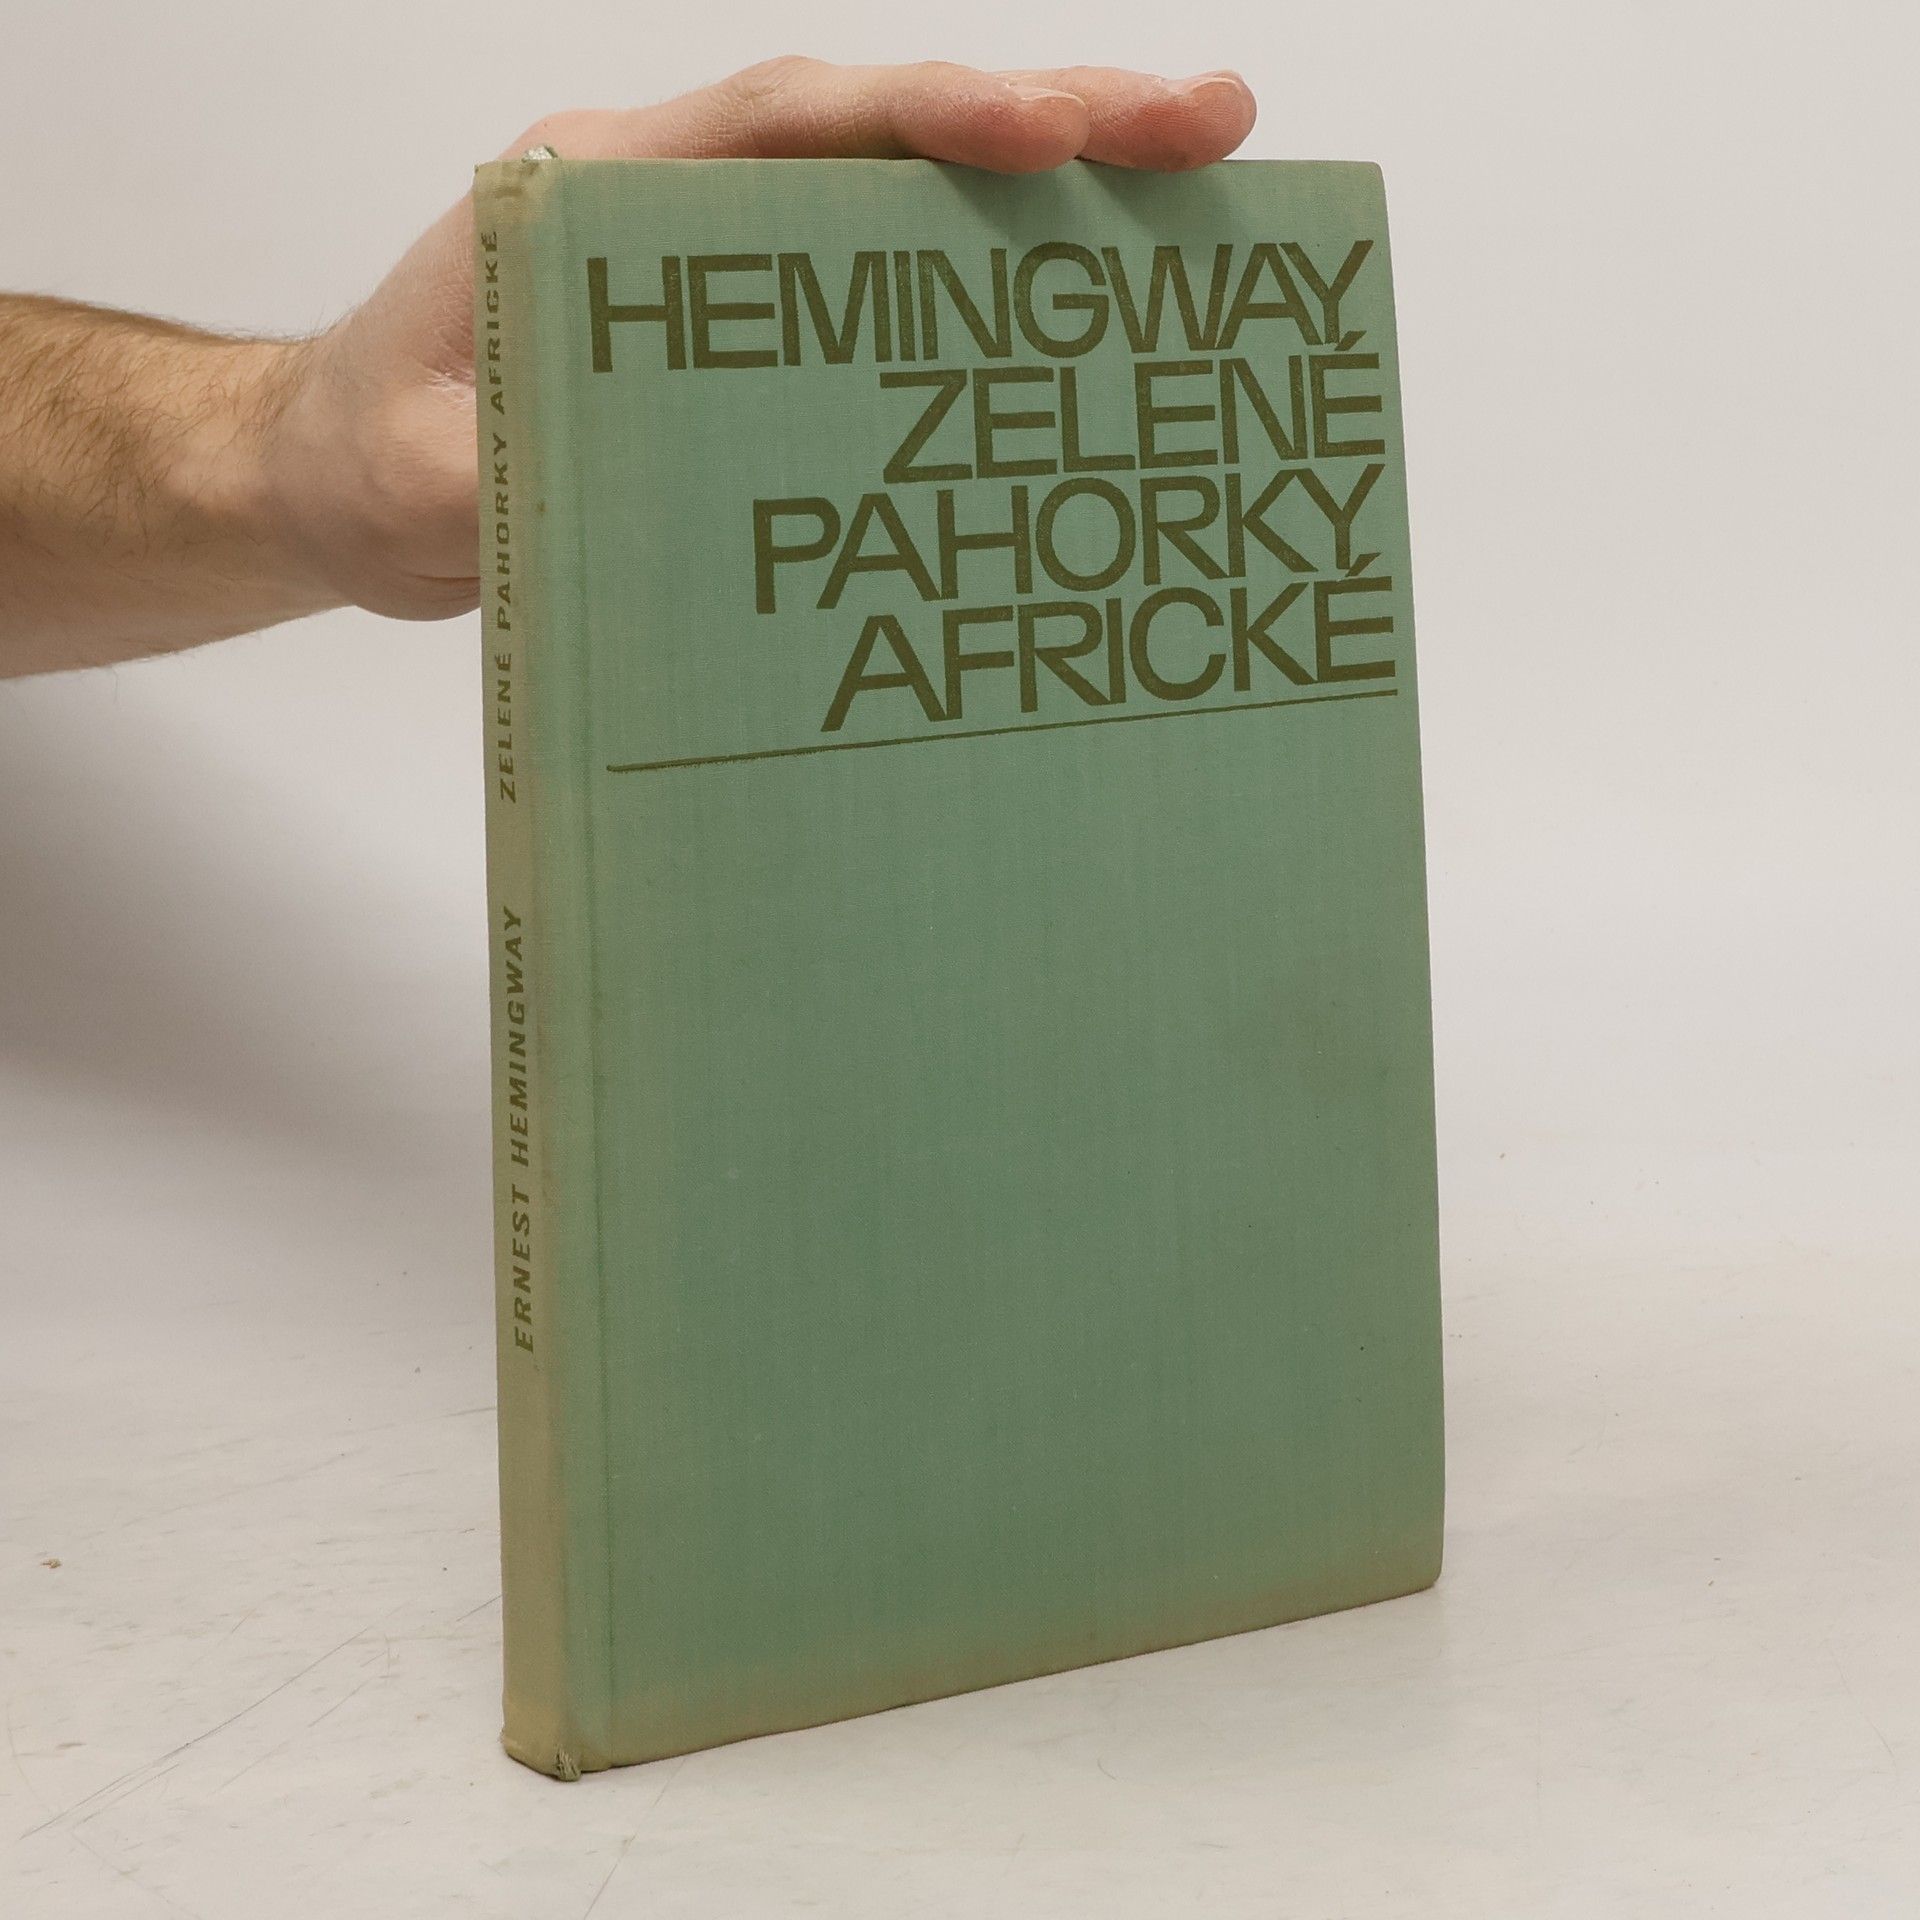 HEMINGWAY
ZELENÉ
PAHORKY
AFRICKÉ
ERNEST HEMINGWAY ZELENÉ PAHORKY AFRICKÉ